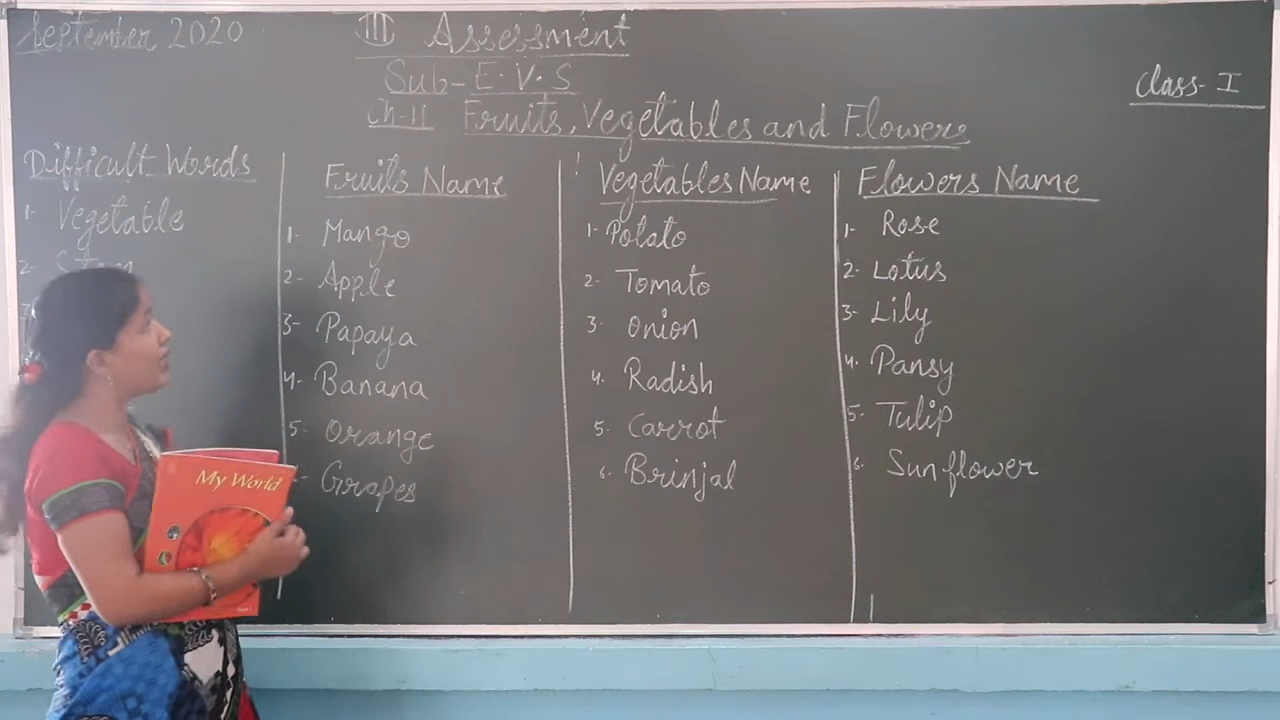 September 2020
III Assessment
Sub- E.V.S
Class- I
Ch-11 Fruits, Vegetables and Flowers
Difficult Words
1- Vegetable
2- Stem
Fruits Name
1- Mango
2- Apple
3- Papaya
4- Banana
5- Orange
Grapes
Vegetables Name
1- Potato
2- Tomato
3- Onion
4. Radish
5. Carrot
6. Brinjal
Flowers Name
1- Rose
2. Lotus
3. Lily
4. Pansy
5. Tulip
6. Sunflower
My World